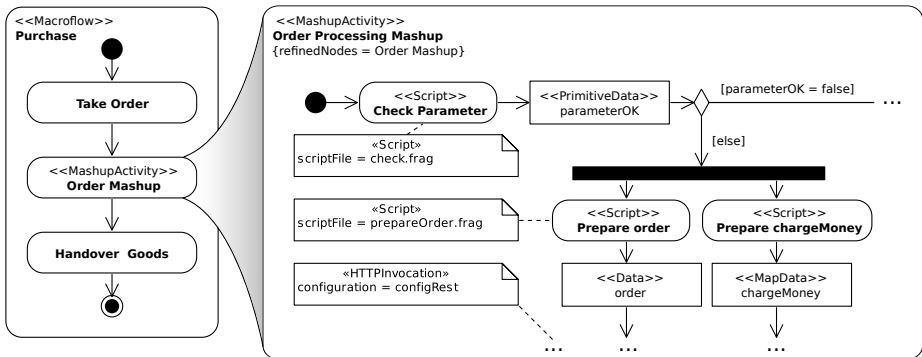 <<Macroflow>>
Purchase
Take Order
<<MashupActivity>>
Order Mashup
Handover Goods
<<MashupActivity>>
Order Processing Mashup
{refinedNodes = Order Mashup}
<<Script>>
Check Parameter
<<PrimitiveData>>
parameterOK
[parameterOK = false]
...
[else]
«Script»
scriptFile = check.frag
«Script»
scriptFile = prepareOrder.frag
<<Script>>
Prepare order
<<Script>>
Prepare chargeMoney
«HTTPInvocation»
configuration = configRest
<<Data>>
order
<<MapData>>
chargeMoney
...
...
...